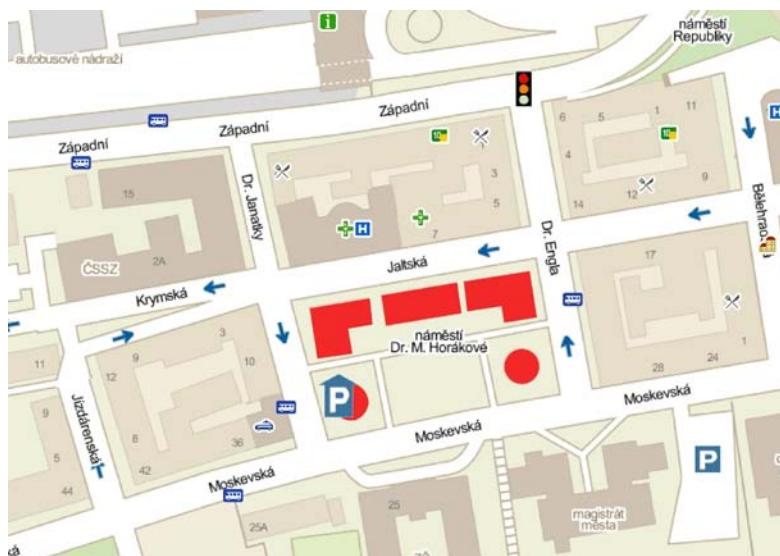 i
náměstí
Republiky
autobusové nádraží
Západní
Západní
Západní
10
10
6
5
1
11
4
14
12
9
H
15
Dr. Janatky
3
5
7
H
Dr. Engla
ČSSZ
2A
Jaltská
17
Krymská
náměstí
Dr. M. Horákové
3
9
10
12
11
1
24
28
P
Moskevská
9
Jízdárenská
8
36
Moskevská
5
42
44
Moskevská
P
25
25A
magistrát
města